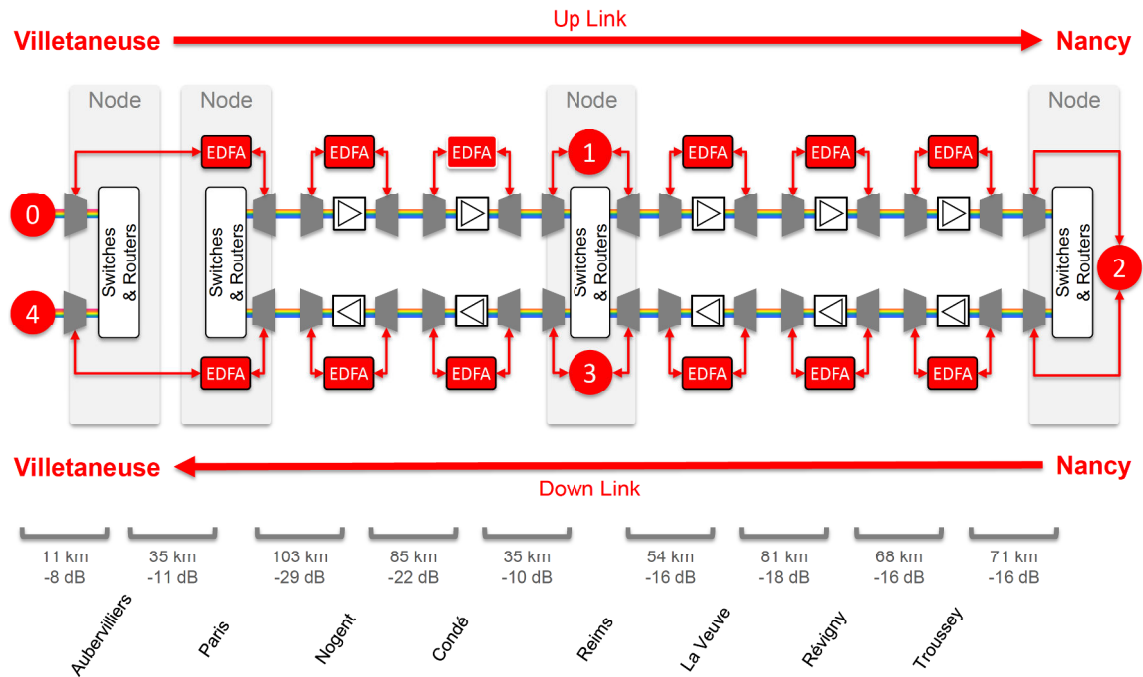 Up Link
Villetaneuse Nancy
Node Node Node Node
EDFA EDFA EDFA 1 EDFA EDFA EDFA
0
Switches & Routers Switches & Routers Switches & Routers Switches & Routers
2
4
EDFA EDFA EDFA 3 EDFA EDFA EDFA
Villetaneuse Nancy
Down Link
11 km 35 km 103 km 85 km 35 km 54 km 81 km 68 km 71 km
-8 dB -11 dB -29 dB -22 dB -10 dB -16 dB -18 dB -16 dB -16 dB
Aubervilliers Paris Nogent Condé Reims La Veuve Révigny Troussey